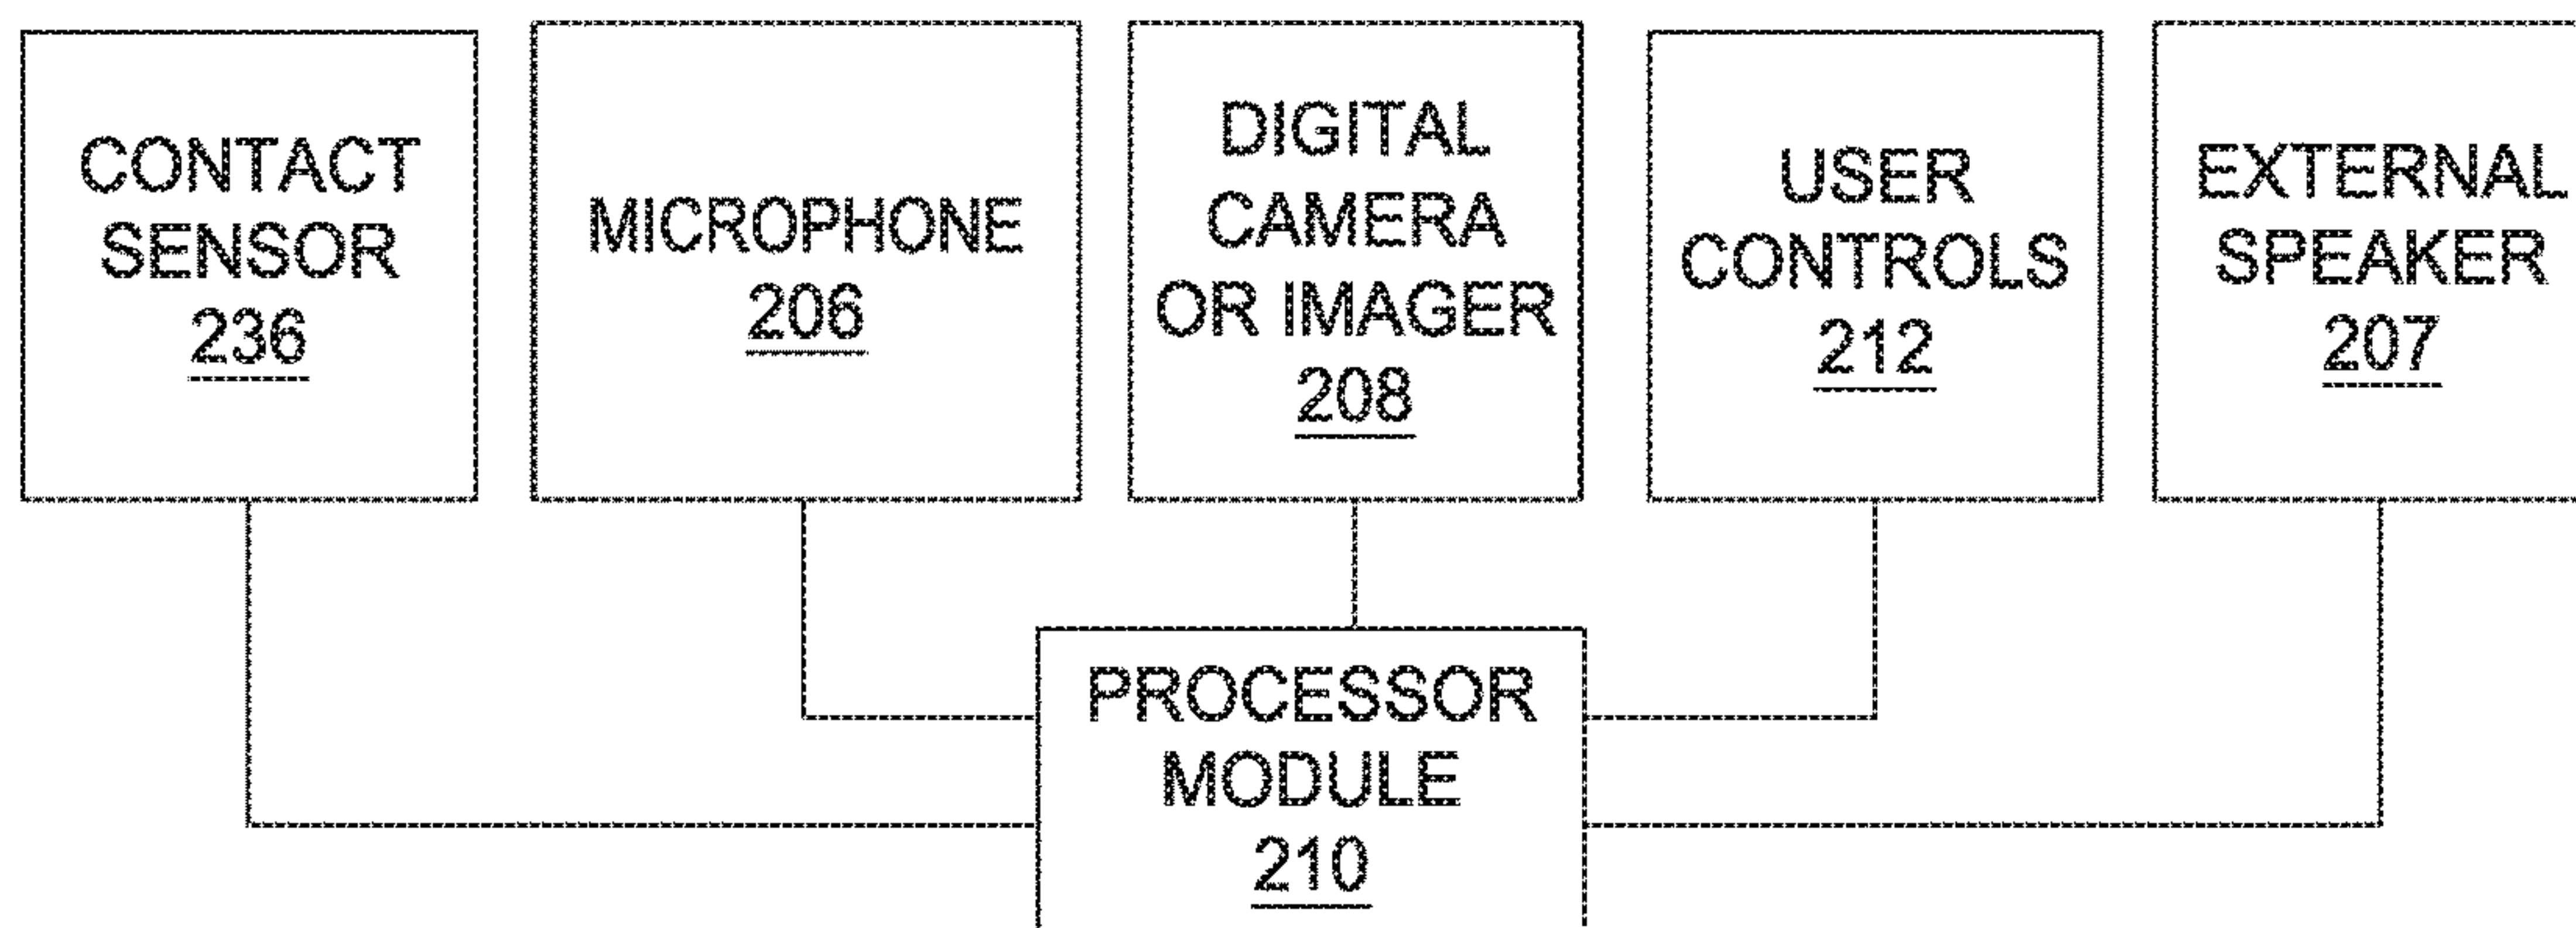 CONTACT
SENSOR
236
MICROPHONE
206
DIGITAL
CAMERA
OR IMAGER
208
USER
CONTROLS
212
EXTERNAL
SPEAKER
207
PROCESSOR
MODULE
210